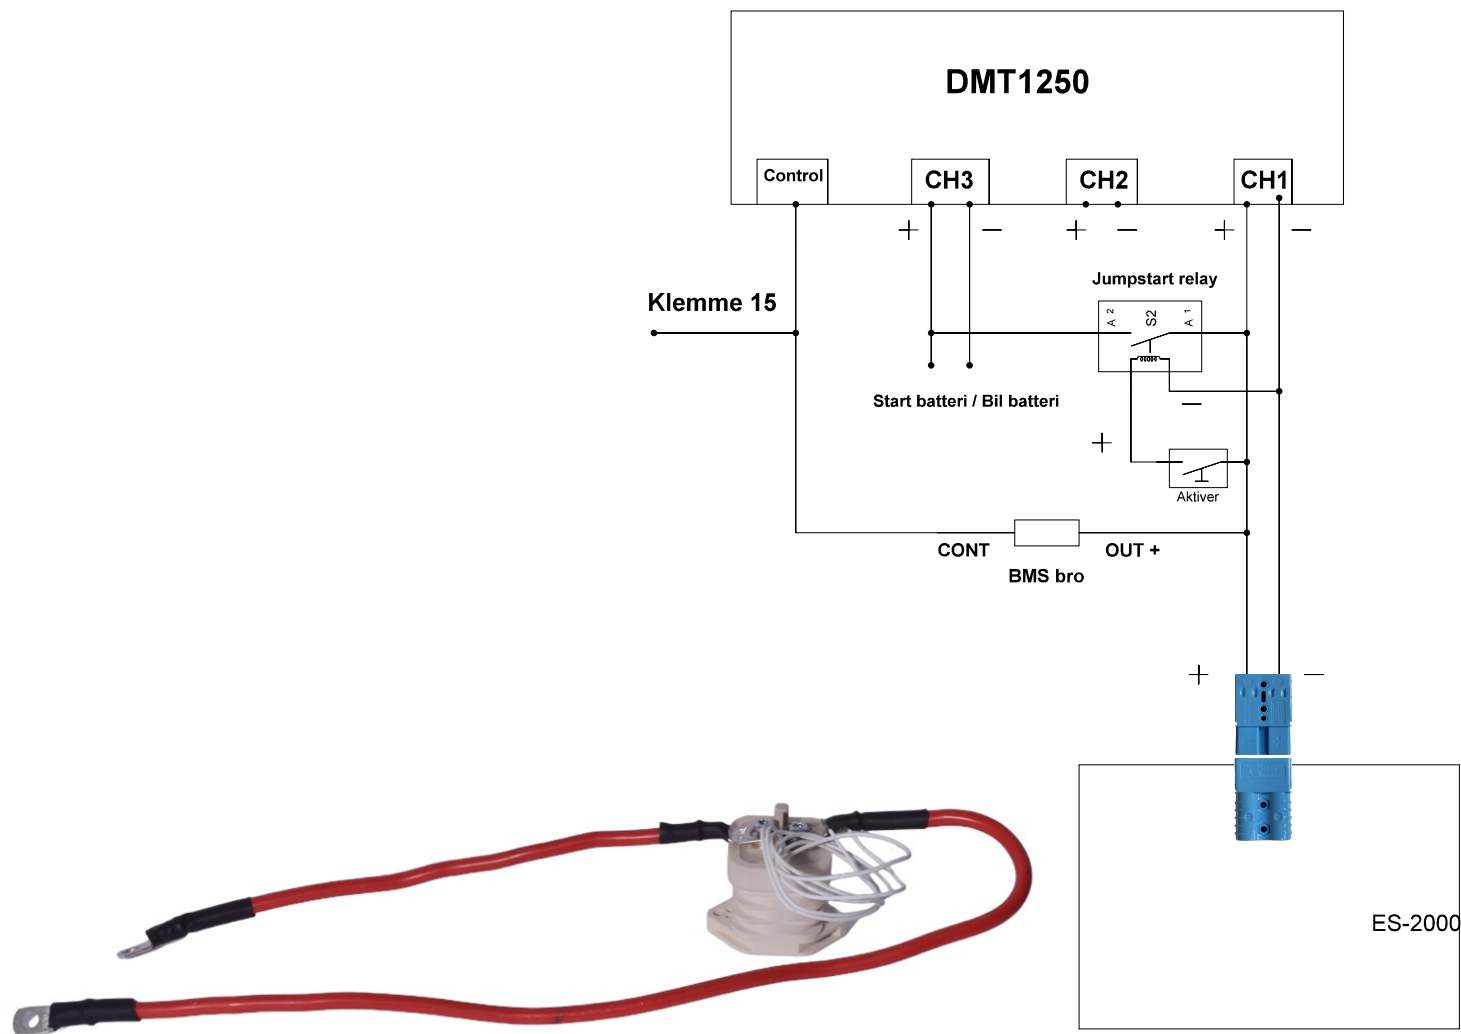 DMT1250
Control
CH3
CH2
CH1
+ — + — + —
Jumpstart relay
Klemme 15
A 2
S2
A 1
Start batteri / Bil batteri
—
+
Aktiver
CONT
OUT +
BMS bro
+ —
ES-2000